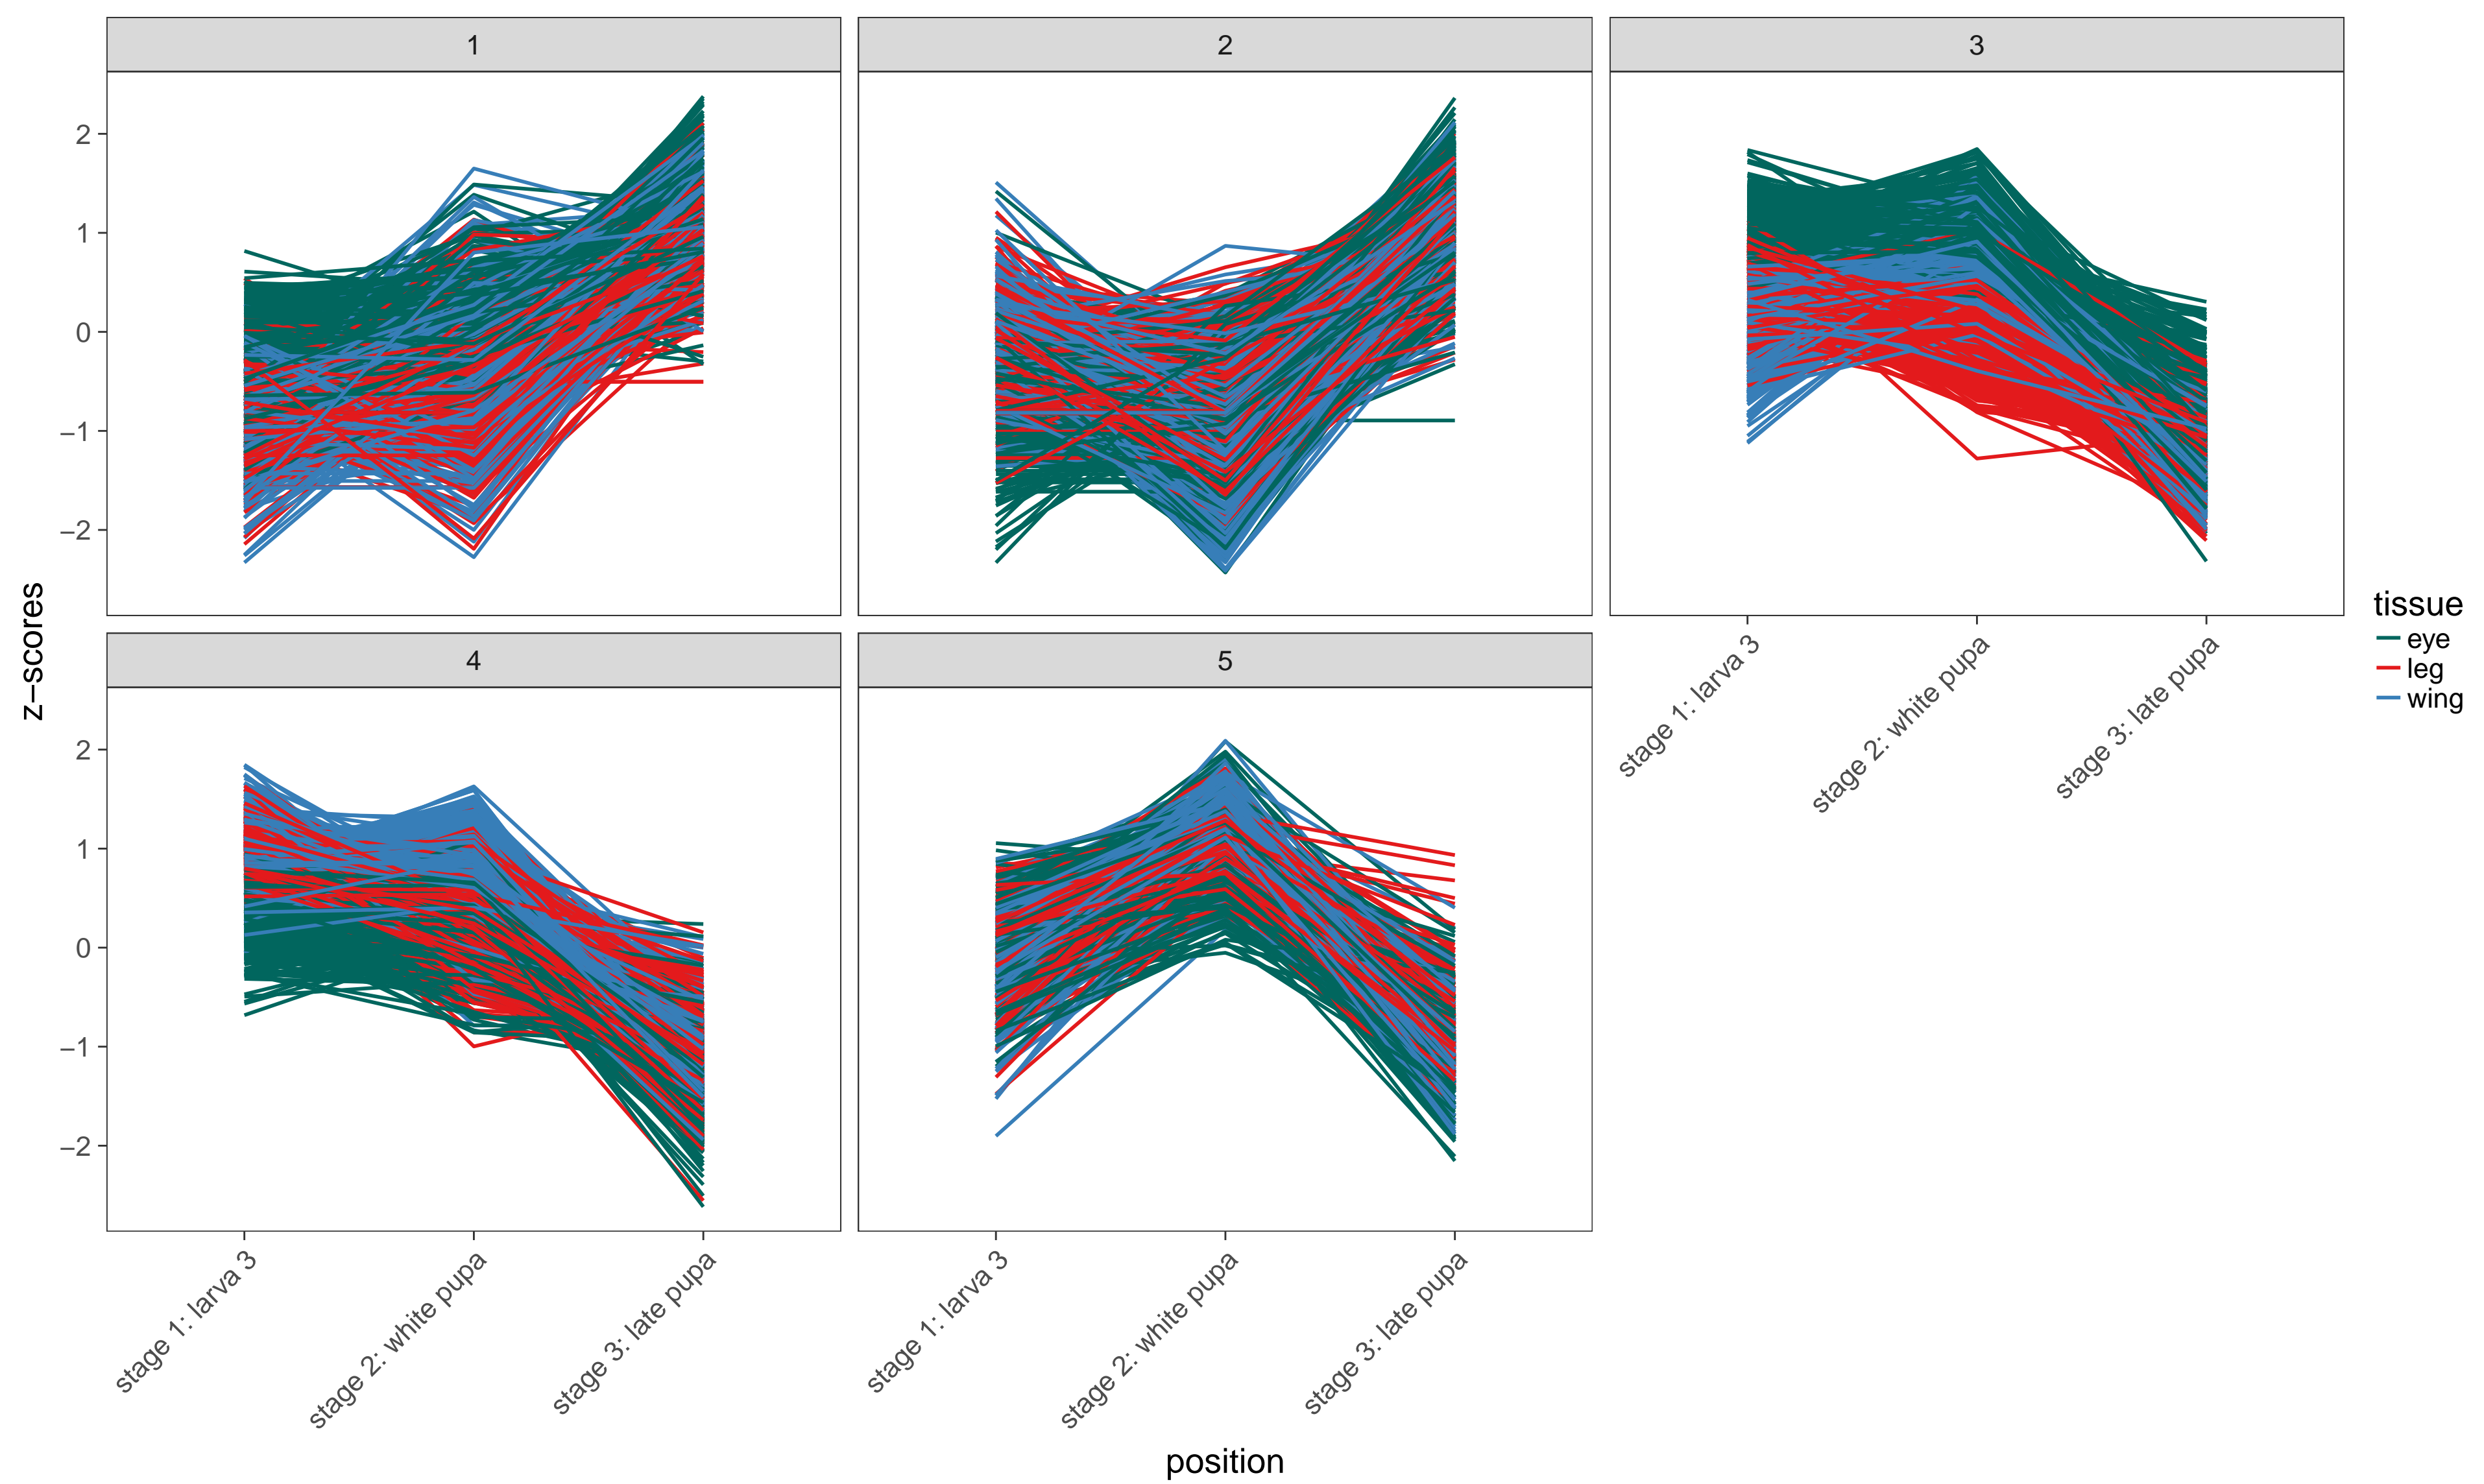 1
2
3
2
1
0
−1
−2
z−scores
stage 1: larva 3
stage 2: white pupa
stage 3: late pupa
tissue
eye
leg
wing
4
5
2
1
0
−1
−2
stage 1: larva 3
stage 2: white pupa
stage 3: late pupa
stage 1: larva 3
stage 2: white pupa
stage 3: late pupa
position